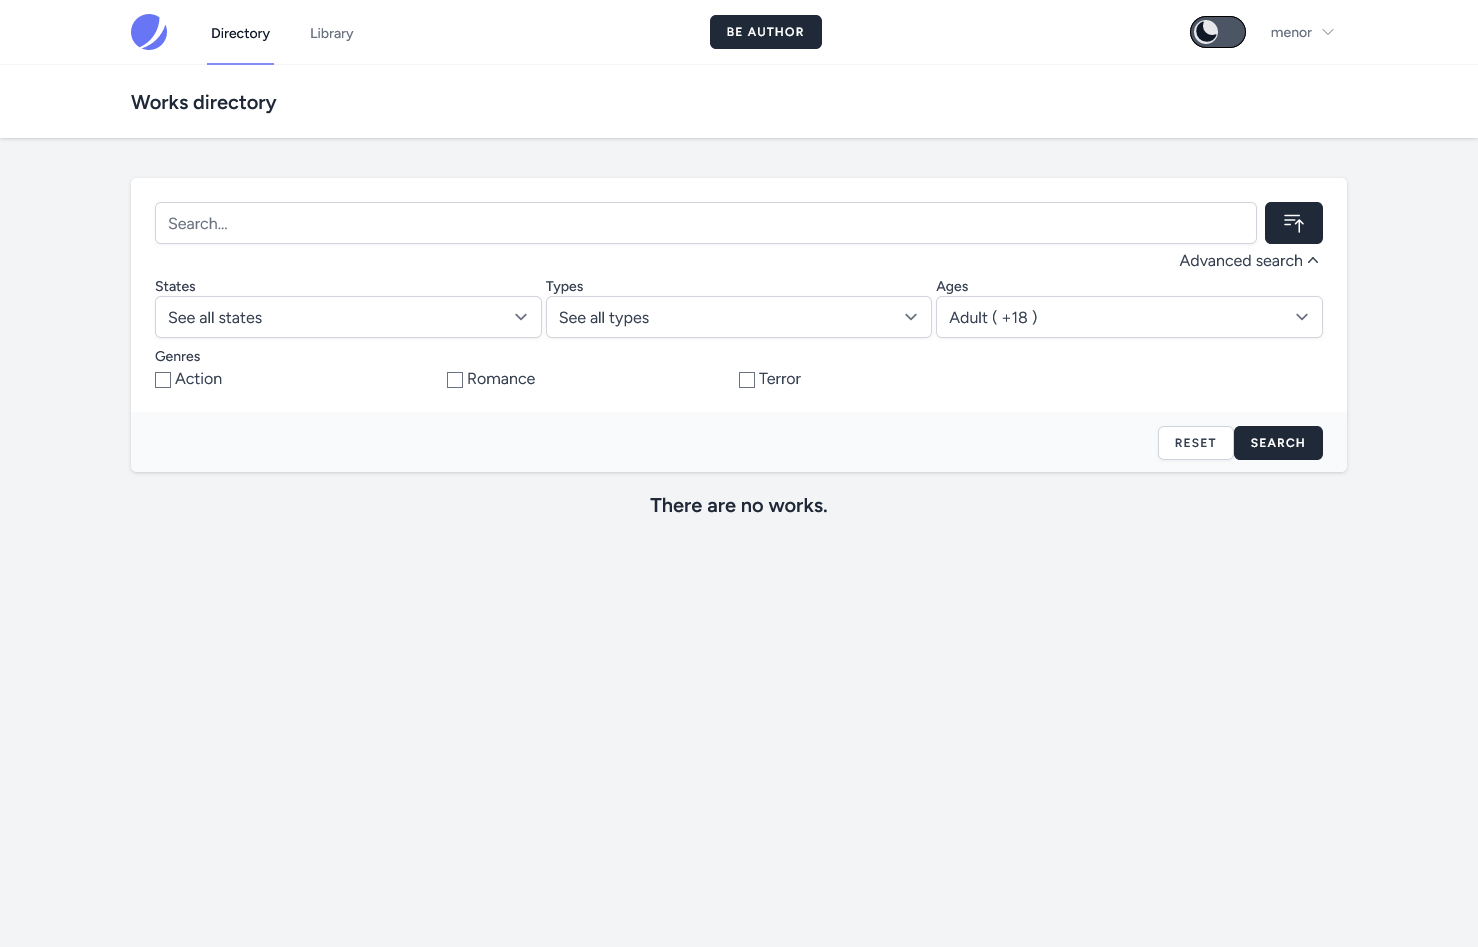 Directory
Library
BE AUTHOR
menor
Works directory
Search...
Advanced search
States
Types
Ages
See all states
See all types
Adult ( +18 )
Genres
Action
Romance
Terror
RESET
SEARCH
There are no works.